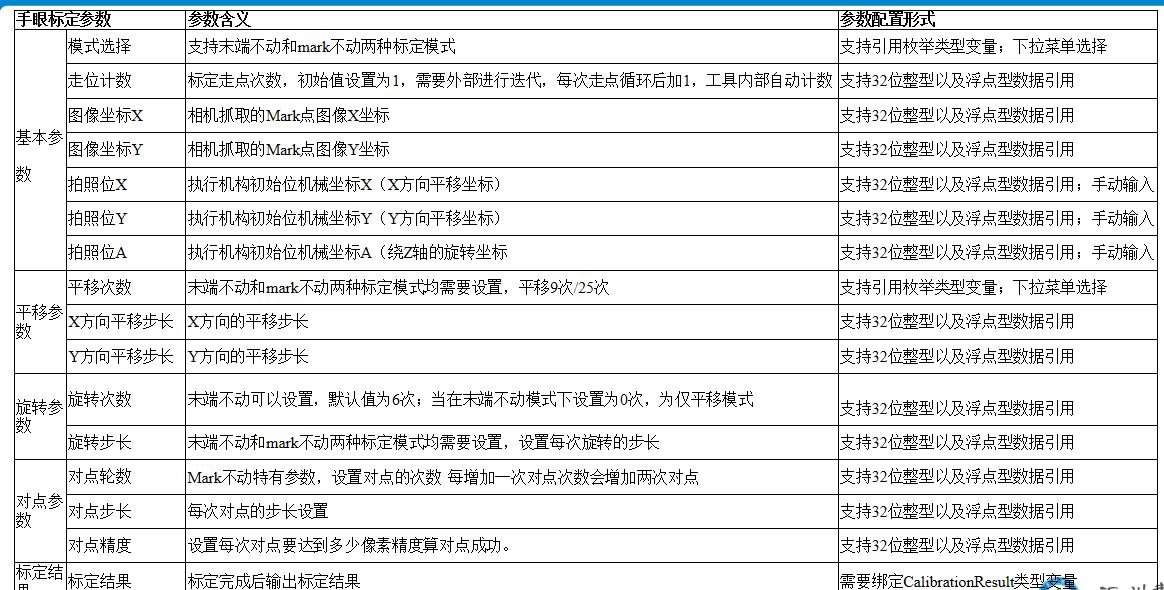 手眼标定参数 参数含义 参数配置形式
基本参数 模式选择 支持末端不动和mark不动两种标定模式 支持引用枚举类型变量；下拉菜单选择
走位计数 标定走点次数，初始值设置为1，需要外部进行迭代，每次走点循环后加1，工具内部自动计数 支持32位整型以及浮点型数据引用
图像坐标X 相机抓取的Mark点图像X坐标 支持32位整型以及浮点型数据引用
图像坐标Y 相机抓取的Mark点图像Y坐标 支持32位整型以及浮点型数据引用
拍照位X 执行机构初始位机械坐标X（X方向平移坐标） 支持32位整型以及浮点型数据引用；手动输入
拍照位Y 执行机构初始位机械坐标Y（Y方向平移坐标） 支持32位整型以及浮点型数据引用；手动输入
拍照位A 执行机构初始位机械坐标A（绕Z轴的旋转坐标 支持32位整型以及浮点型数据引用；手动输入
平移参数 平移次数 末端不动和mark不动两种标定模式均需要设置，平移9次/25次 支持引用枚举类型变量；下拉菜单选择
X方向平移步长 X方向的平移步长 支持32位整型以及浮点型数据引用
Y方向平移步长 Y方向的平移步长 支持32位整型以及浮点型数据引用
旋转参数 旋转次数 末端不动可以设置，默认值为6次；当在末端不动模式下设置为0次，为仅平移模式 支持32位整型以及浮点型数据引用
旋转步长 末端不动和mark不动两种标定模式均需要设置，设置每次旋转的步长 支持32位整型以及浮点型数据引用
对点参数 对点轮数 Mark不动特有参数，设置对点的次数 每增加一次对点次数会增加两次对点 支持32位整型以及浮点型数据引用
对点步长 每次对点的步长设置 支持32位整型以及浮点型数据引用
对点精度 设置每次对点要达到多少像素精度算对点成功。 支持32位整型以及浮点型数据引用
标定结果 标定结果 标定完成后输出标定结果 需要绑定CalibrationResult类型变量